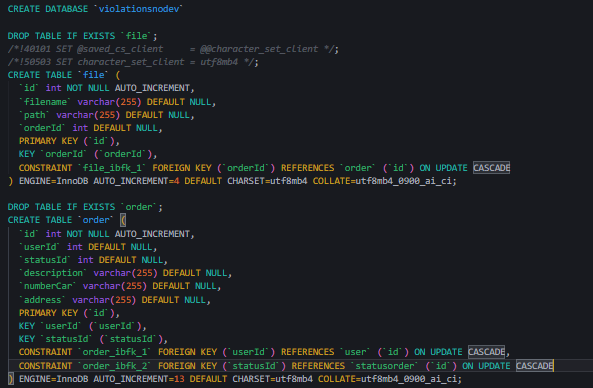 CREATE DATABASE `violationsnodev`
DROP TABLE IF EXISTS `file`;
/*!40101 SET @saved_cs_client     = @@character_set_client */;
/*!50503 SET character_set_client = utf8mb4 */;
CREATE TABLE `file` (
  `id` int NOT NULL AUTO_INCREMENT,
  `filename` varchar(255) DEFAULT NULL,
  `path` varchar(255) DEFAULT NULL,
  `orderId` int DEFAULT NULL,
  PRIMARY KEY (`id`),
  KEY `orderId` (`orderId`),
  CONSTRAINT `file_ibfk_1` FOREIGN KEY (`orderId`) REFERENCES `order` (`id`) ON UPDATE CASCADE
) ENGINE=InnoDB AUTO_INCREMENT=4 DEFAULT CHARSET=utf8mb4 COLLATE=utf8mb4_0900_ai_ci;
DROP TABLE IF EXISTS `order`;
CREATE TABLE `order` (
  `id` int NOT NULL AUTO_INCREMENT,
  `userId` int DEFAULT NULL,
  `statusId` int DEFAULT NULL,
  `description` varchar(255) DEFAULT NULL,
  `numberCar` varchar(255) DEFAULT NULL,
  `address` varchar(255) DEFAULT NULL,
  PRIMARY KEY (`id`),
  KEY `userId` (`userId`),
  KEY `statusId` (`statusId`),
  CONSTRAINT `order_ibfk_1` FOREIGN KEY (`userId`) REFERENCES `user` (`id`) ON UPDATE CASCADE,
  CONSTRAINT `order_ibfk_2` FOREIGN KEY (`statusId`) REFERENCES `statusorder` (`id`) ON UPDATE CASCADE
) ENGINE=InnoDB AUTO_INCREMENT=13 DEFAULT CHARSET=utf8mb4 COLLATE=utf8mb4_0900_ai_ci;